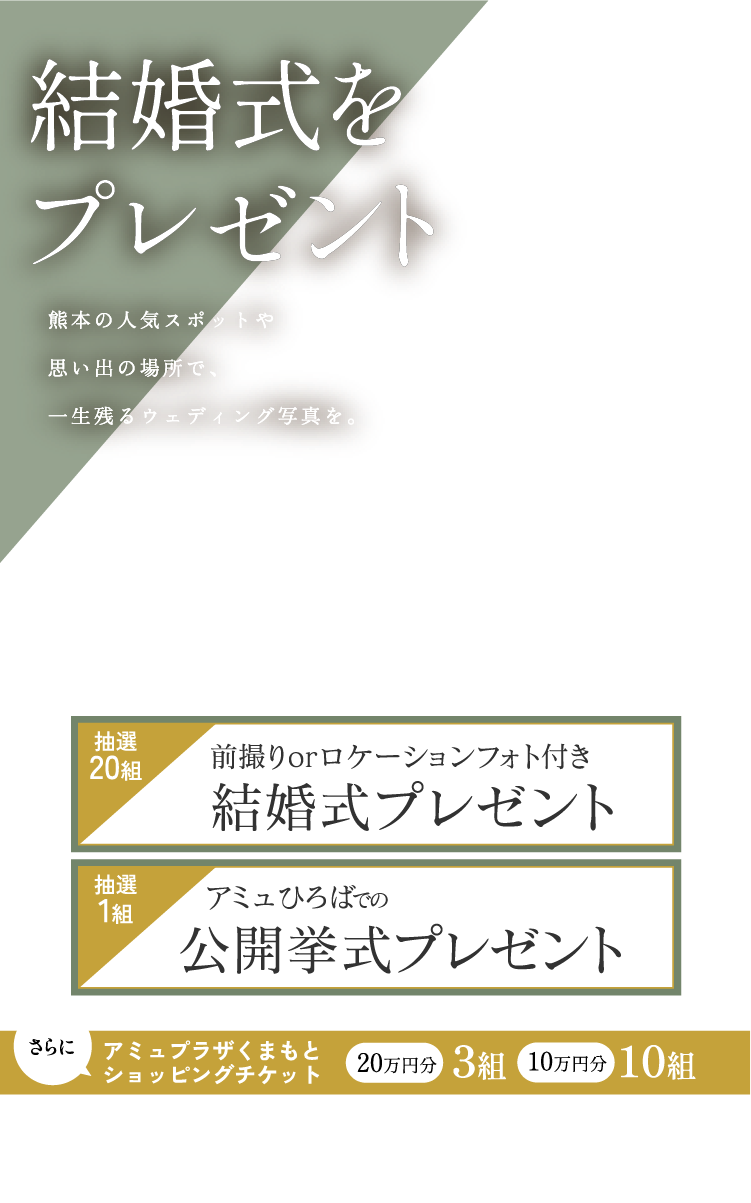 結婚式を
プレゼント
熊本の人気スポットや
思い出の場所で、
一生残るウェディング写真を。
抽選
20組
前撮りorロケーションフォト付き
結婚式プレゼント
抽選
1組
アミュひろばでの
公開挙式プレゼント
さらに
アミュプラザくまもと
ショッピングチケット
20万円分 3組 10万円分 10組